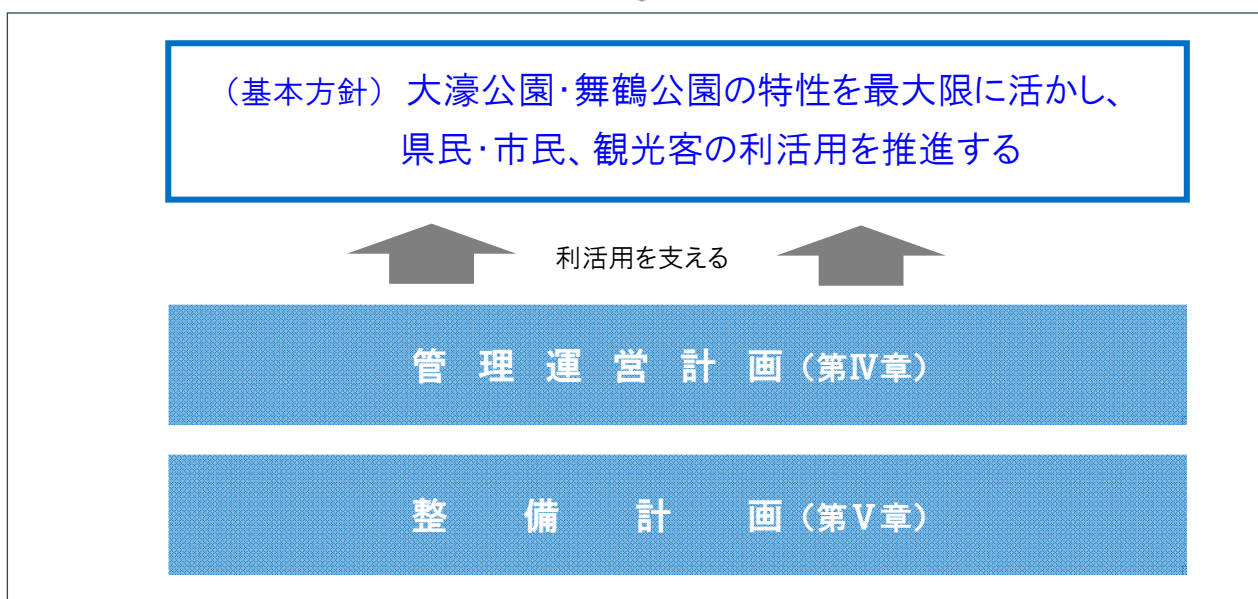 （基本方針）大濠公園・舞鶴公園の特性を最大限に活かし、
県民・市民、観光客の利活用を推進する
利活用を支える
管理運営計画（第Ⅳ章）
整備計画（第Ⅴ章）